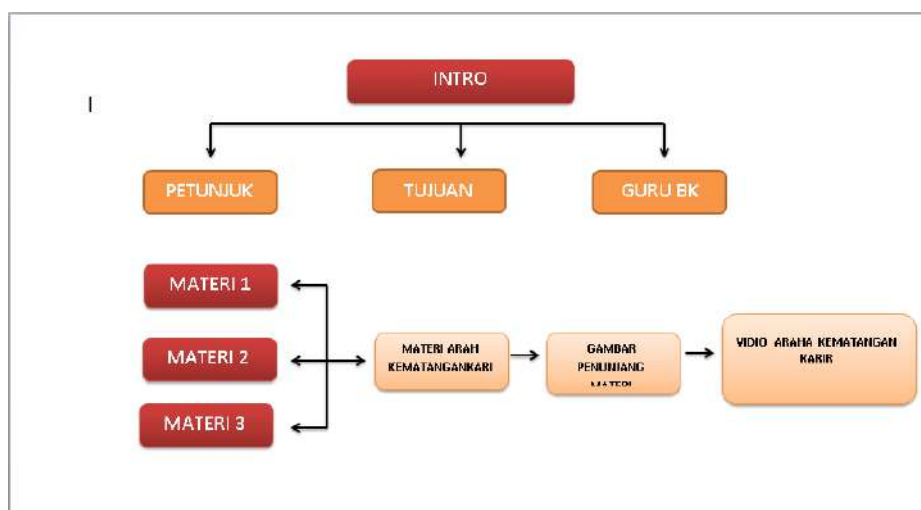 INTRO
PETUNJUK
TUJUAN
GURU BK
MATERI 1
MATERI 2
MATERI 3
MATERI ARAH
KEMATANGANKARI
GAMBAR
PENUNJANG
MATERI
VIDIO ARAHA KEMATANGAN
KARIR